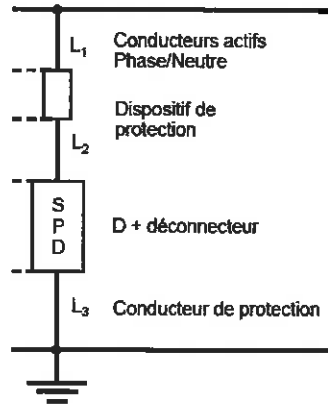 L₁
Conducteurs actifs
Phase/Neutre
Dispositif de
protection
L₂
S
P
D
D + déconnecteur
L₃
Conducteur de protection